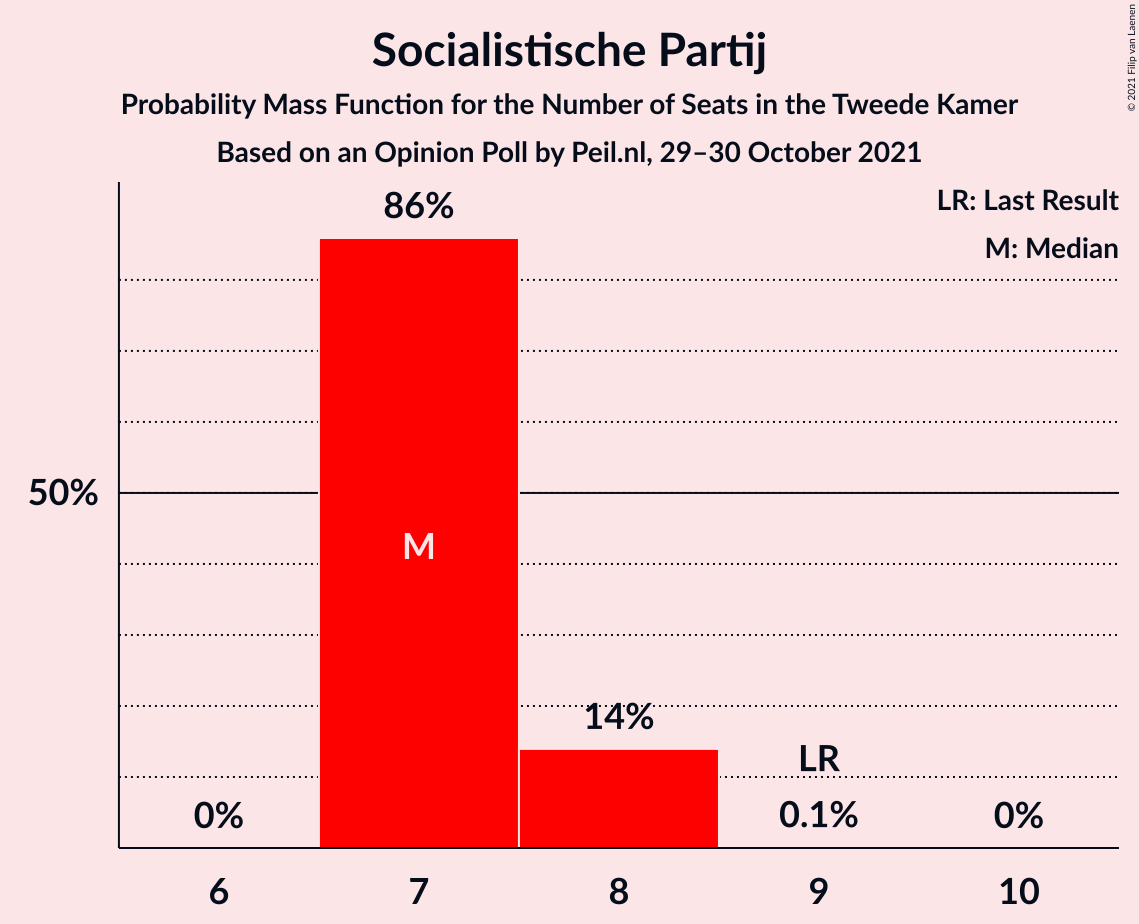 Socialistische Partij
Probability Mass Function for the Number of Seats in the Tweede Kamer
Based on an Opinion Poll by Peil.nl, 29–30 October 2021
© 2021 Filip van Laenen
LR: Last Result
M: Median
86%
50%
M
14%
LR
0%
0.1%
0%
6
7
8
9
10